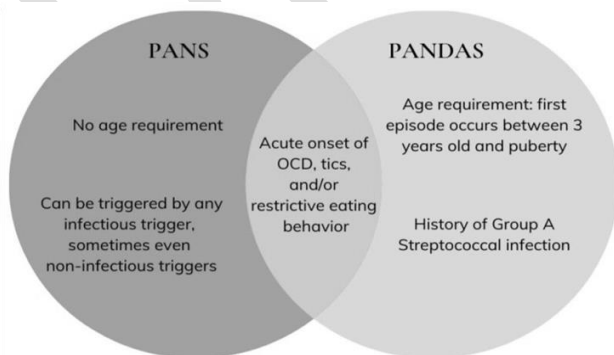 PANS
No age requirement
Can be triggered by any
infectious trigger,
sometimes even
non-infectious triggers
Acute onset of
OCD, tics,
and/or
restrictive eating
behavior
PANDAS
Age requirement: first
episode occurs between 3
years old and puberty
History of Group A
Streptococcal infection